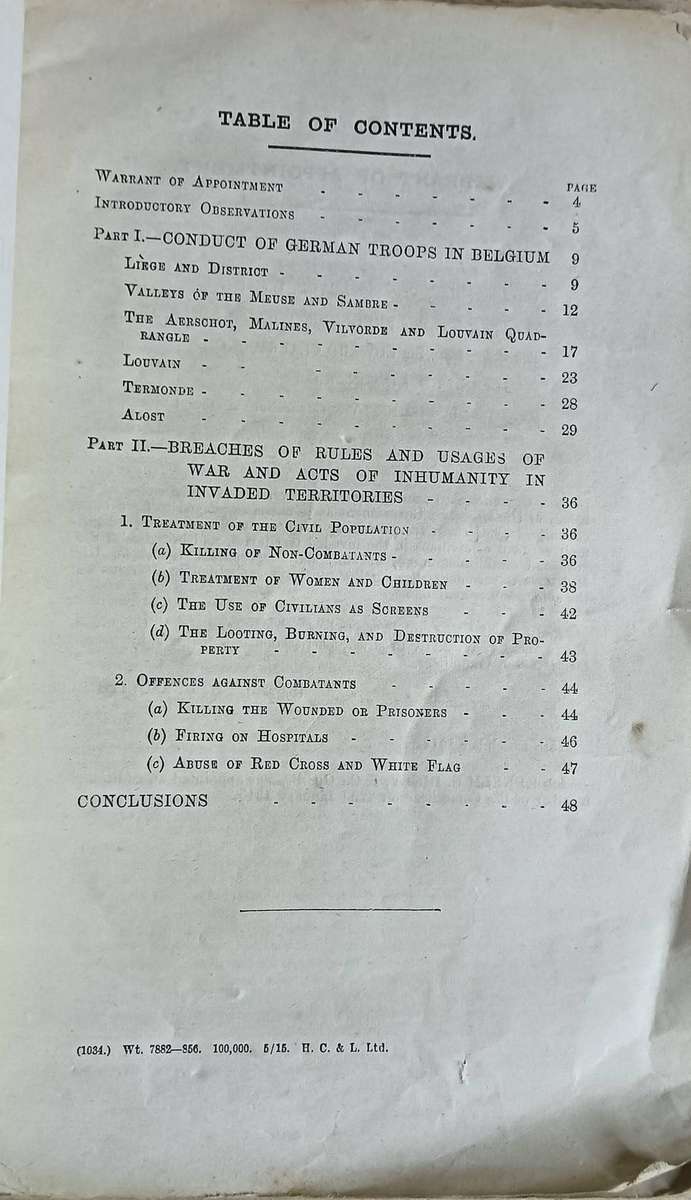 TABLE OF CONTENTS.
PAGE
WARRANT OF APPOINTMENT - - - - - - - 4
INTRODUCTORY OBSERVATIONS - - - - - - - 5
PART I.—CONDUCT OF GERMAN TROOPS IN BELGIUM 9
LIÈGE AND DISTRICT - - - - - - - - 9
VALLEYS OF THE MEUSE AND SAMBRE - - - - - 12
THE AERSCHOT, MALINES, VILVORDE AND LOUVAIN QUAD-
RANGLE - - - - - - - - - - 17
LOUVAIN - - - - - - - - - 23
TERMONDE - - - - - - - - - - 28
ALOST - - - - - - - - - - 29
PART II.—BREACHES OF RULES AND USAGES OF
WAR AND ACTS OF INHUMANITY IN
INVADED TERRITORIES - - - - 36
1. TREATMENT OF THE CIVIL POPULATION - - - - 36
(a) KILLING OF NON-COMBATANTS - - - - - 36
(b) TREATMENT OF WOMEN AND CHILDREN - - - 38
(c) THE USE OF CIVILIANS AS SCREENS - - - 42
(d) THE LOOTING, BURNING, AND DESTRUCTION OF PRO-
PERTY - - - - - - - - 43
2. OFFENCES AGAINST COMBATANTS - - - - - 44
(a) KILLING THE WOUNDED OR PRISONERS - - - 44
(b) FIRING ON HOSPITALS - - - - - - 46
(c) ABUSE OF RED CROSS AND WHITE FLAG - - 47
CONCLUSIONS - - - - - - - - 48
(1034.) Wt. 7882—856. 100,000. 5/15. H. C. & L. Ltd.